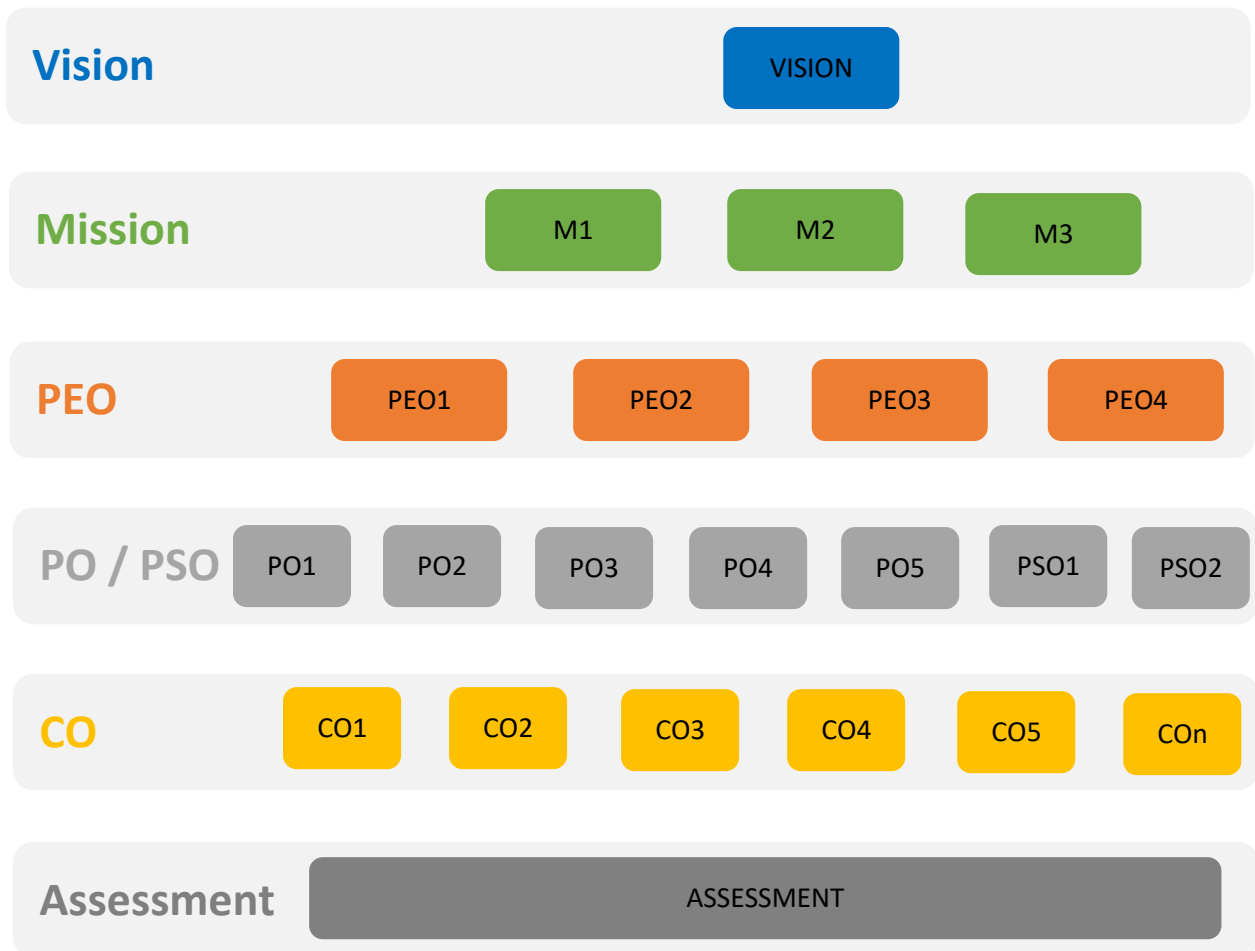 Vision
VISION
Mission
M1 M2 M3
PEO
PEO1 PEO2 PEO3 PEO4
PO / PSO
PO1 PO2 PO3 PO4 PO5 PSO1 PSO2
CO
CO1 CO2 CO3 CO4 CO5 COn
Assessment
ASSESSMENT